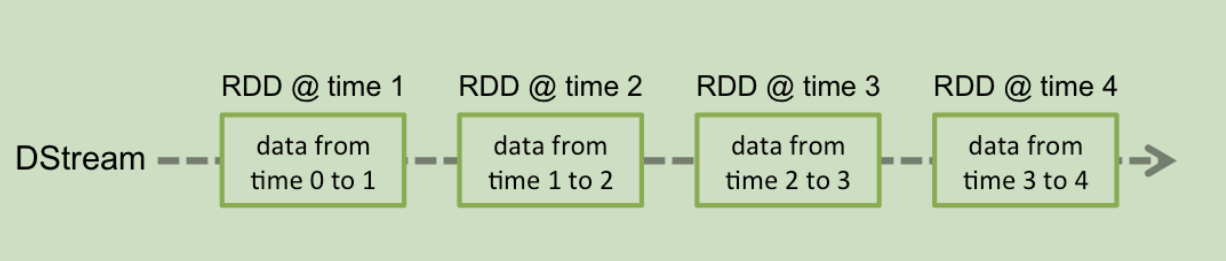 RDD @ time 1 RDD @ time 2 RDD @ time 3 RDD @ time 4
DStream
data from
time 0 to 1
data from
time 1 to 2
data from
time 2 to 3
data from
time 3 to 4